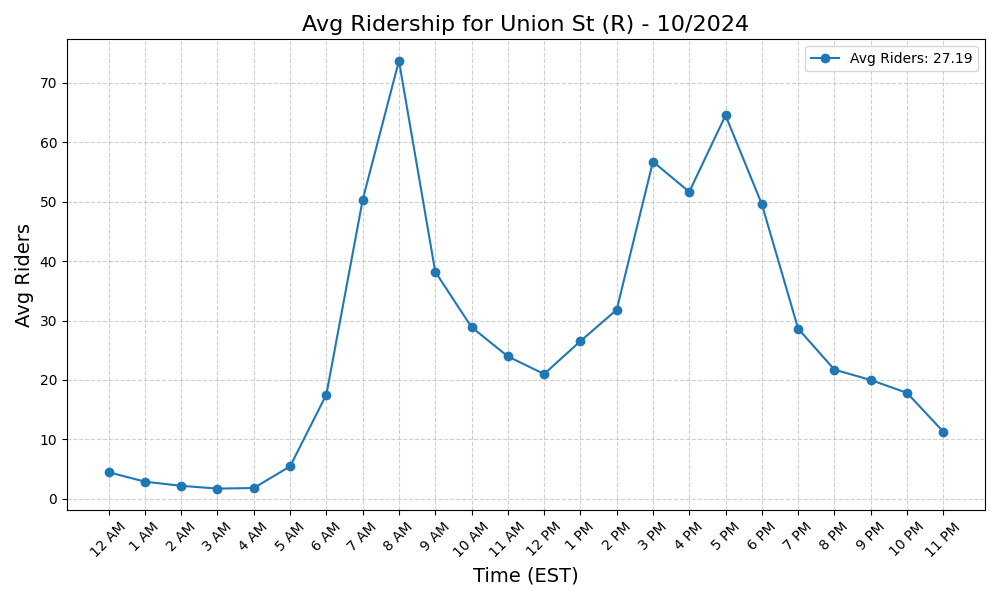 Avg Ridership for Union St (R) - 10/2024
Avg Riders: 27.19
Avg Riders
70
60
50
40
30
20
10
0
12 AM
1 AM
2 AM
3 AM
4 AM
5 AM
6 AM
7 AM
8 AM
9 AM
10 AM
11 AM
12 PM
1 PM
2 PM
3 PM
4 PM
5 PM
6 PM
7 PM
8 PM
9 PM
10 PM
11 PM
Time (EST)